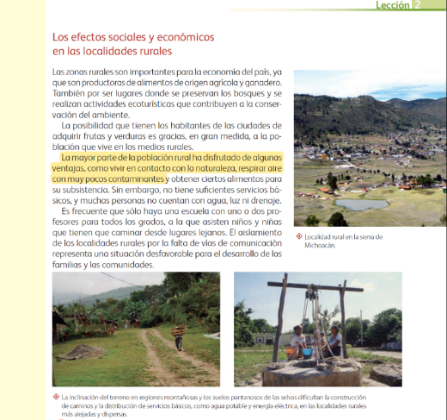 Lección 2
Los efectos sociales y económicos
en las localidades rurales
Las zonas rurales son importantes para la economía del país, ya
que son productoras de alimentos de origen agrícola y ganadero.
También por ser lugares donde se preservan los bosques y se
realizan actividades ecoturísticas que contribuyen a la conser-
vación del ambiente.
La posibilidad que tienen los habitantes de las ciudades de
adquirir frutas y verduras es gracias, en gran medida, a la po-
blación que vive en los medios rurales.
La mayor parte de la población rural ha disfrutado de algunas
ventajas, como vivir en contacto con la naturaleza, respirar aire
con muy pocos contaminantes y obtener ciertos alimentos para
su subsistencia. Sin embargo, no tiene suficientes servicios bá-
sicos, y muchas personas no cuentan con agua, luz ni drenaje.
Es frecuente que sólo haya una escuela con uno o dos pro-
fesores para todos los grados, a la que asisten niños y niñas
que tienen que caminar desde lugares lejanos. El aislamiento
de las localidades rurales por la falta de vías de comunicación
representa una situación desfavorable para el desarrollo de las
familias y las comunidades.
Localidad rural en la sierra de
Michoacán.
La inclinación del terreno en regiones montañosas y los suelos pantanosos de las selvas dificultan la construcción
de caminos y la distribución de servicios básicos, como agua potable y energía eléctrica, en las localidades rurales
más alejadas y dispersas.